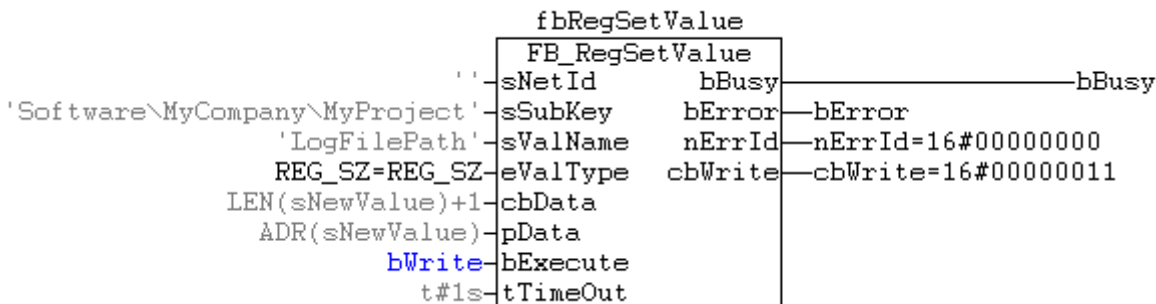 fbRegSetValue
FB_RegSetValue
''-sNetId bBusy-bBusy
'Software\MyCompany\MyProject'-sSubKey bError-bError
'LogFilePath'-sValName nErrId-nErrId=16#00000000
REG_SZ=REG_SZ-eValType cbWrite-cbWrite=16#00000011
LEN(sNewValue)+1-cbData
ADR(sNewValue)-pData
bWrite-bExecute
t#1s-tTimeOut